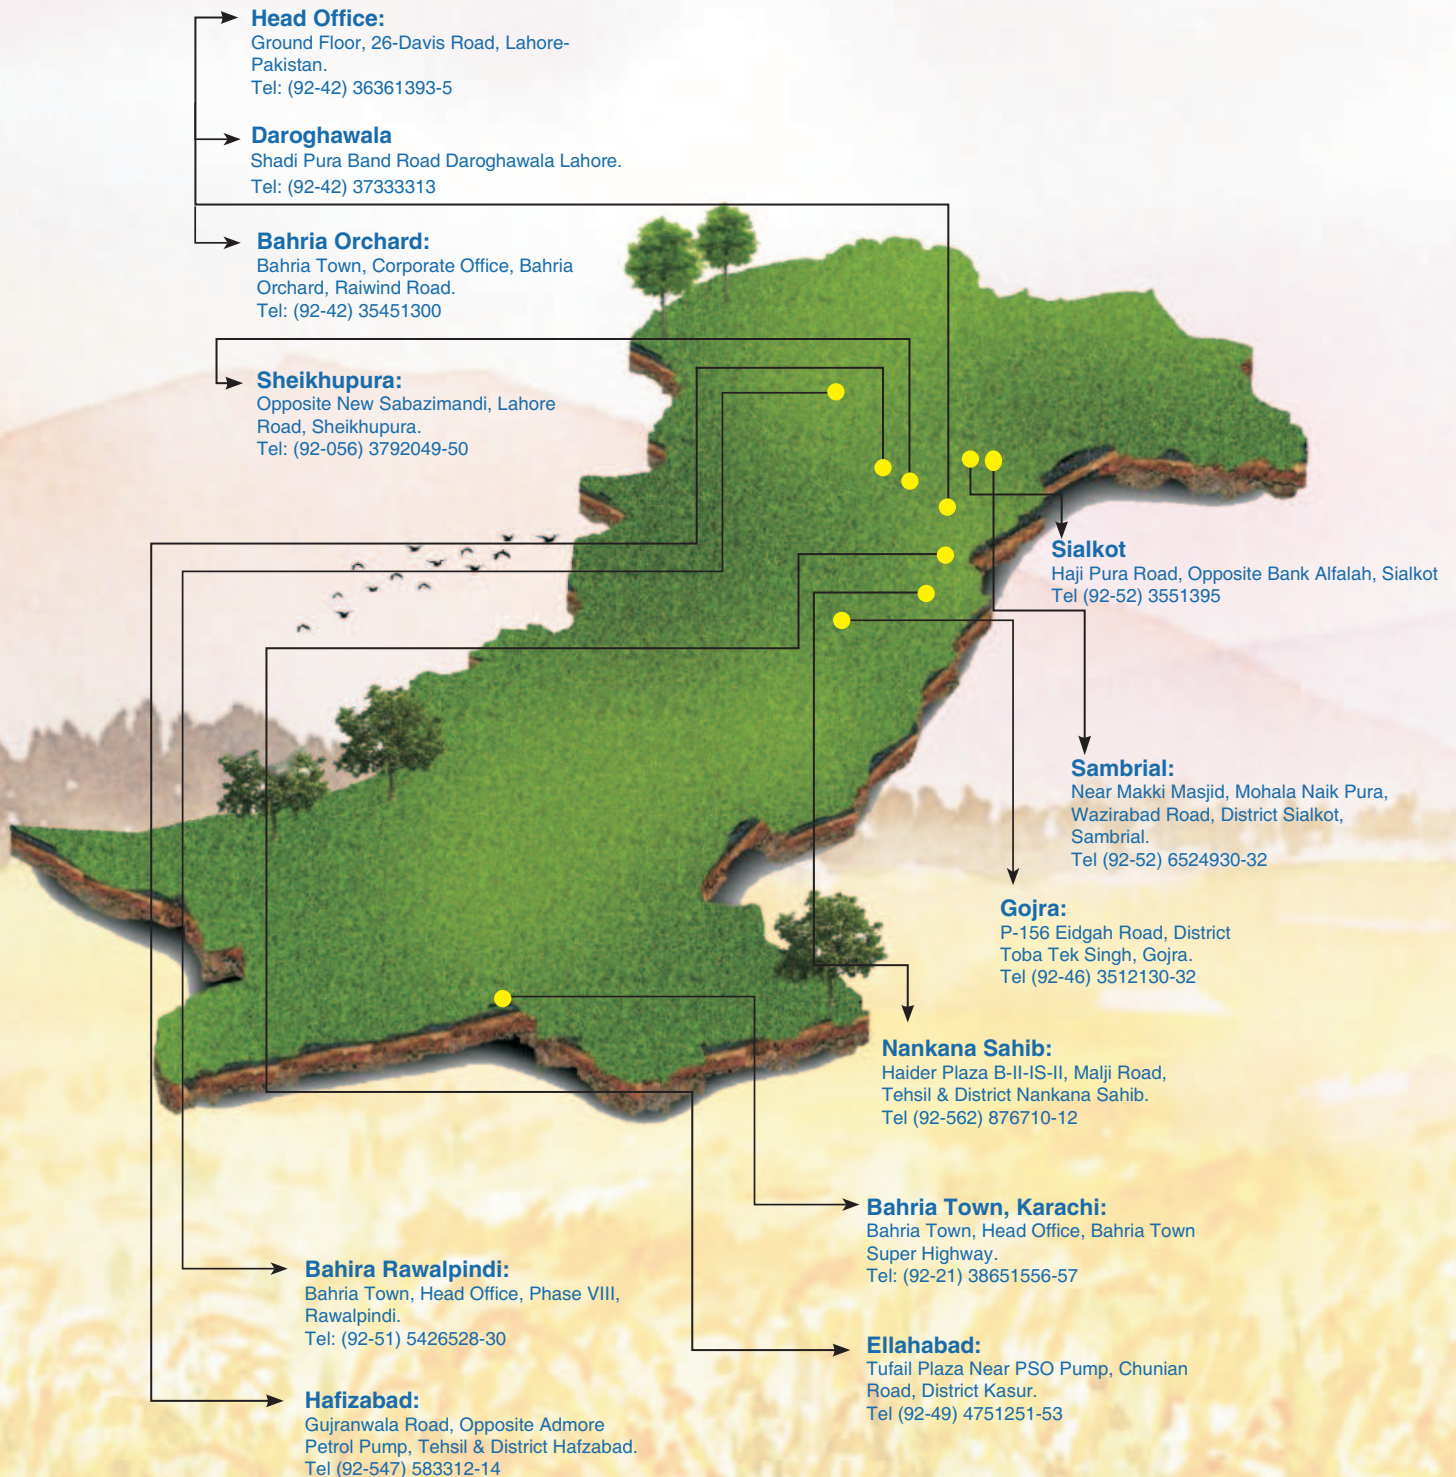 Head Office:
Ground Floor, 26-Davis Road, Lahore-
Pakistan.
Tel: (92-42) 36361393-5
Daroghawala
Shadi Pura Band Road Daroghawala Lahore.
Tel: (92-42) 37333313
Bahria Orchard:
Bahria Town, Corporate Office, Bahria
Orchard, Raiwind Road.
Tel: (92-42) 35451300
Sheikhupura:
Opposite New Sabazimandi, Lahore
Road, Sheikhupura.
Tel: (92-056) 3792049-50
Sialkot
Haji Pura Road, Opposite Bank Alfalah, Sialkot
Tel (92-52) 3551395
Sambrial:
Near Makki Masjid, Mohala Naik Pura,
Wazirabad Road, District Sialkot,
Sambrial.
Tel (92-52) 6524930-32
Gojra:
P-156 Eidgah Road, District
Toba Tek Singh, Gojra.
Tel (92-46) 3512130-32
Nankana Sahib:
Haider Plaza B-II-IS-II, Malji Road,
Tehsil & District Nankana Sahib.
Tel (92-562) 876710-12
Bahria Town, Karachi:
Bahria Town, Head Office, Bahria Town
Super Highway.
Tel: (92-21) 38651556-57
Bahira Rawalpindi:
Bahria Town, Head Office, Phase VIII,
Rawalpindi.
Tel: (92-51) 5426528-30
Ellahabad:
Tufail Plaza Near PSO Pump, Chunian
Road, District Kasur.
Tel (92-49) 4751251-53
Hafizabad:
Gujranwala Road, Opposite Admore
Petrol Pump, Tehsil & District Hafzabad.
Tel (92-547) 583312-14